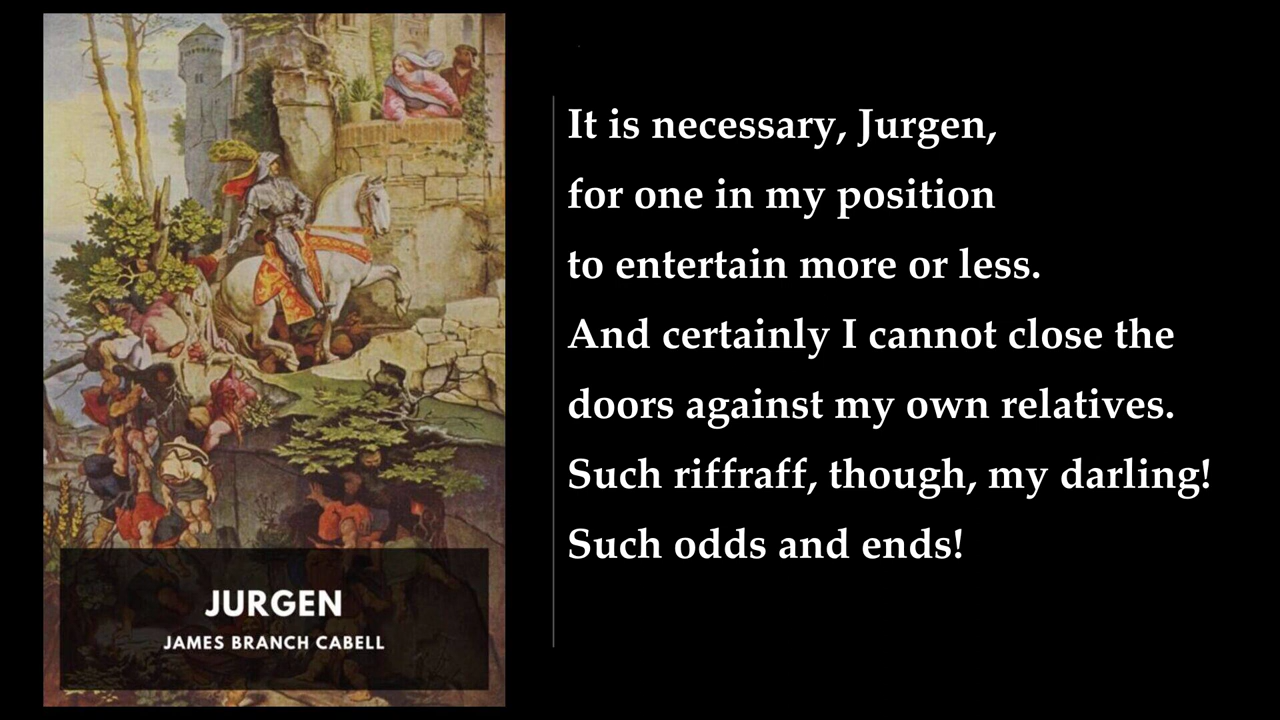 JURGEN
JAMES BRANCH CABELL
It is necessary, Jurgen,
for one in my position
to entertain more or less.
And certainly I cannot close the
doors against my own relatives.
Such riffraff, though, my darling!
Such odds and ends!